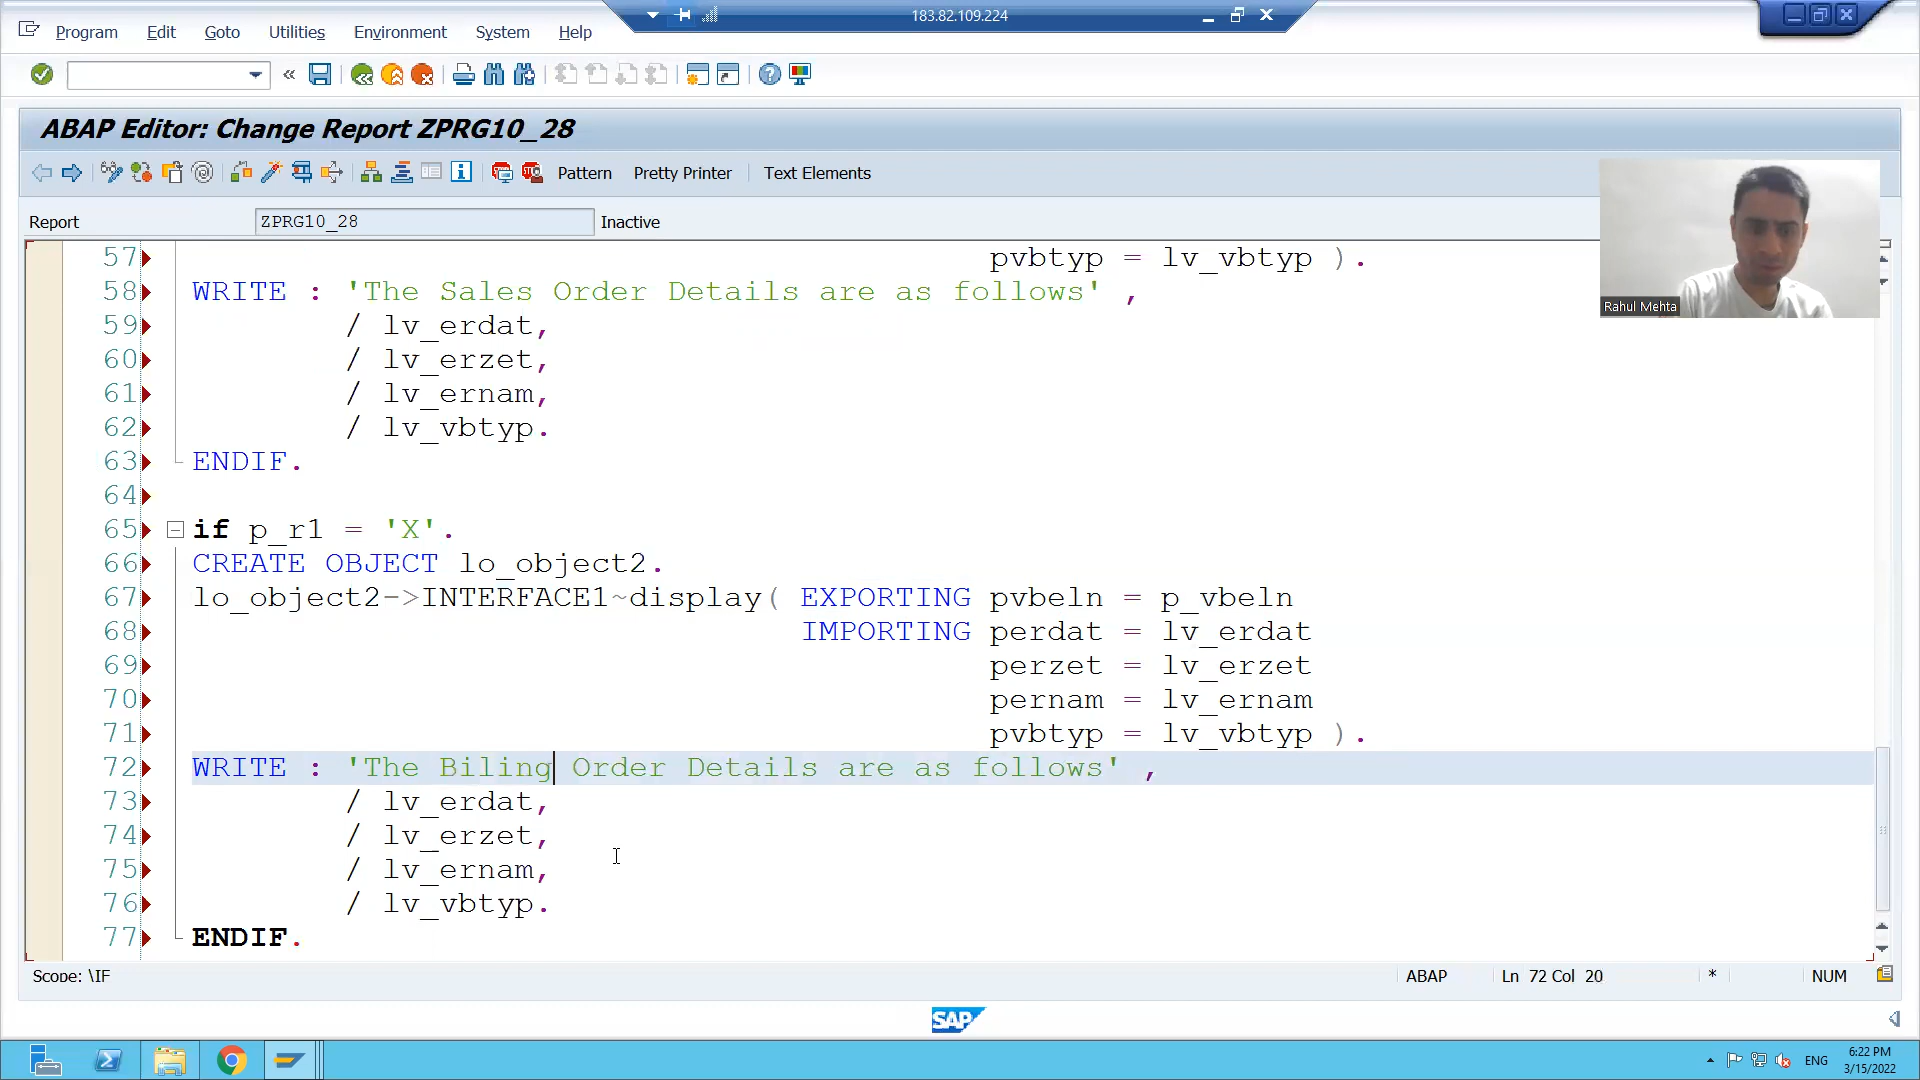 183.82.109.224
Program Edit Goto Utilities Environment System Help
ABAP Editor: Change Report ZPRG10_28
Pattern Pretty Printer Text Elements
Report ZPRG10_28 Inactive
Rahul Mehta
57 pvbtyp = lv_vbtyp ).
58 WRITE : 'The Sales Order Details are as follows' ,
59 / lv_erdat,
60 / lv_erzet,
61 / lv_ernam,
62 / lv_vbtyp.
63 ENDIF.
64
65 if p_r1 = 'X'.
66 CREATE OBJECT lo_object2.
67 lo_object2->INTERFACE1~display( EXPORTING pvbeln = p_vbeln
68 IMPORTING perdat = lv_erdat
69 perzet = lv_erzet
70 pernam = lv_ernam
71 pvbtyp = lv_vbtyp ).
72 WRITE : 'The Biling Order Details are as follows' ,
73 / lv_erdat,
74 / lv_erzet,
75 / lv_ernam,
76 / lv_vbtyp.
77 ENDIF.
Scope: \IF ABAP Ln 72 Col 20 * NUM
SAP
ENG 6:22 PM
3/15/2022